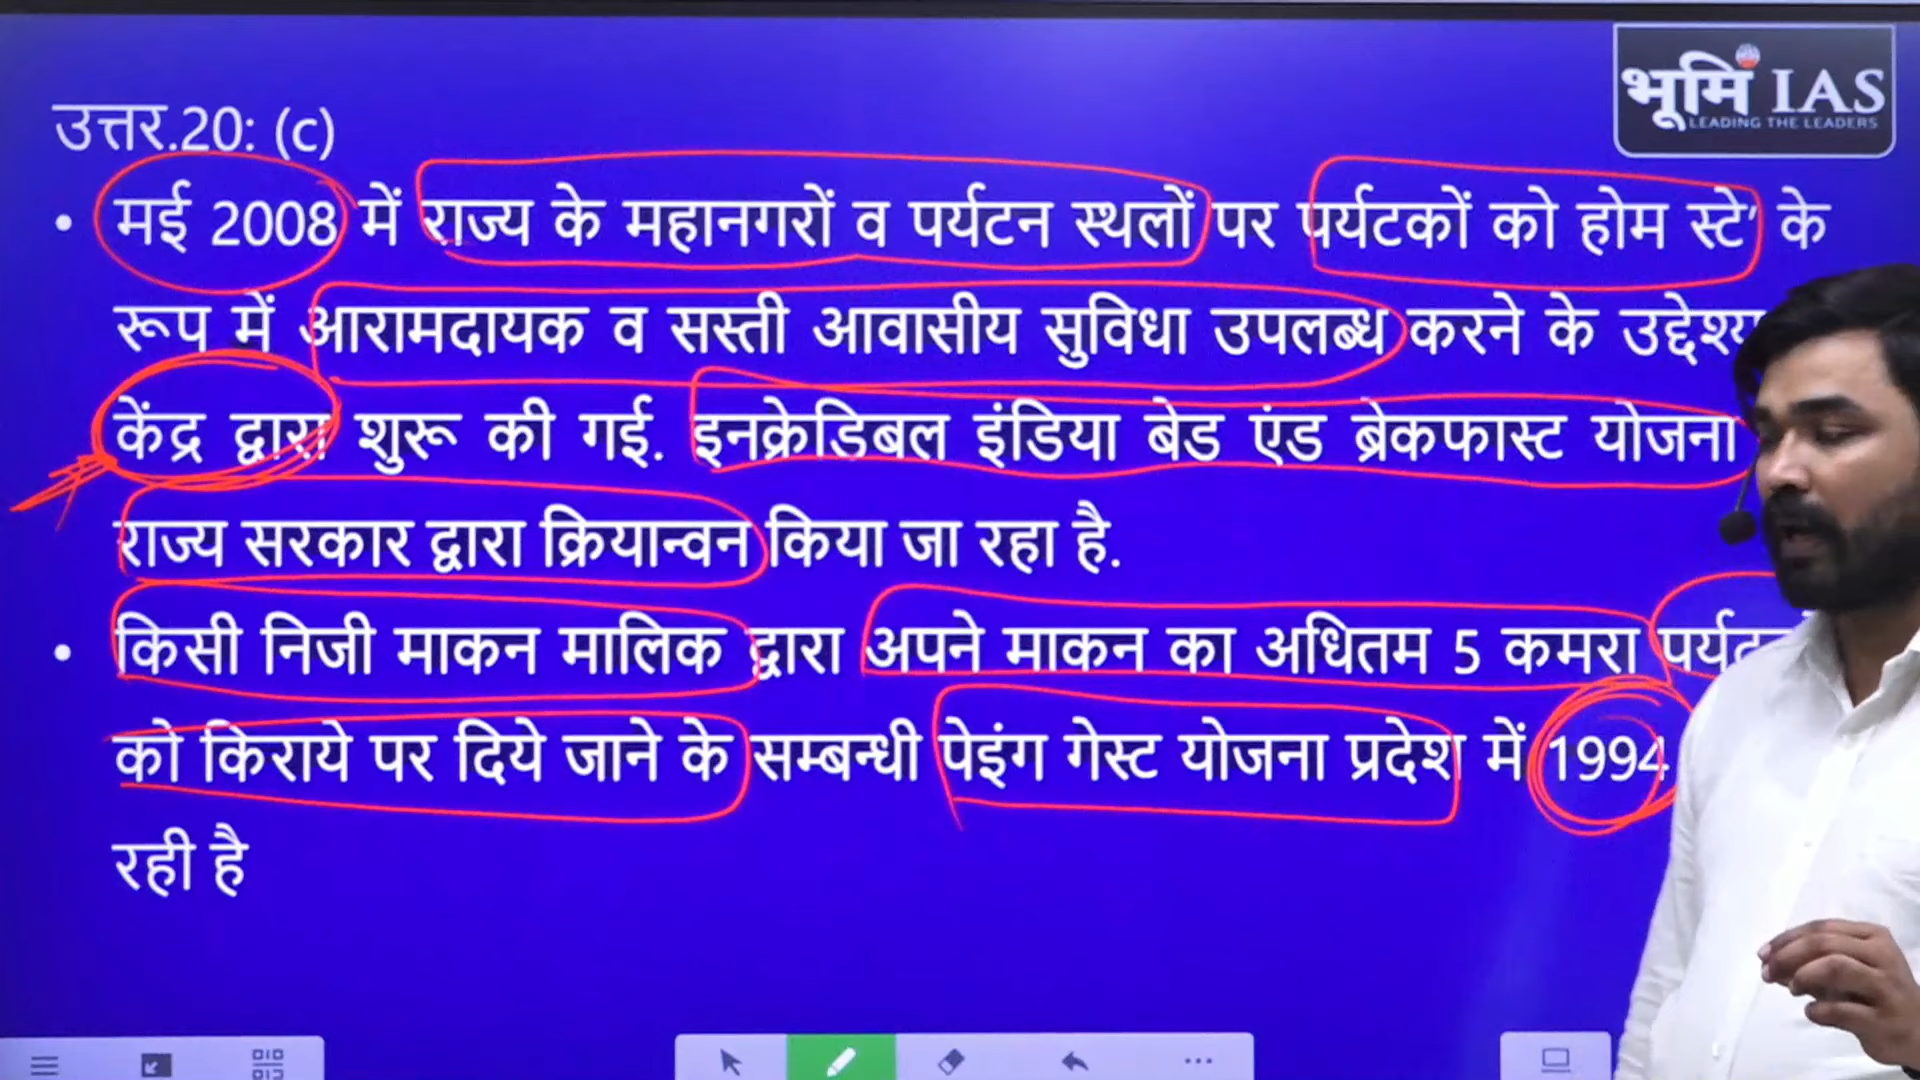 भूमि IAS
LEADING THE LEADERS
उत्तर.20: (c)
• मई 2008 में राज्य के महानगरों व पर्यटन स्थलों पर पर्यटकों को होम स्टे’ के
रूप में आरामदायक व सस्ती आवासीय सुविधा उपलब्ध करने के उद्देश्य
केंद्र द्वारा शुरू की गई. इनक्रेडिबल इंडिया बेड एंड ब्रेकफास्ट योजना
राज्य सरकार द्वारा क्रियान्वन किया जा रहा है.
• किसी निजी माकन मालिक द्वारा अपने माकन का अधितम 5 कमरा
को किराये पर दिये जाने के सम्बन्धी पेइंग गेस्ट योजना प्रदेश में 1994
रही है